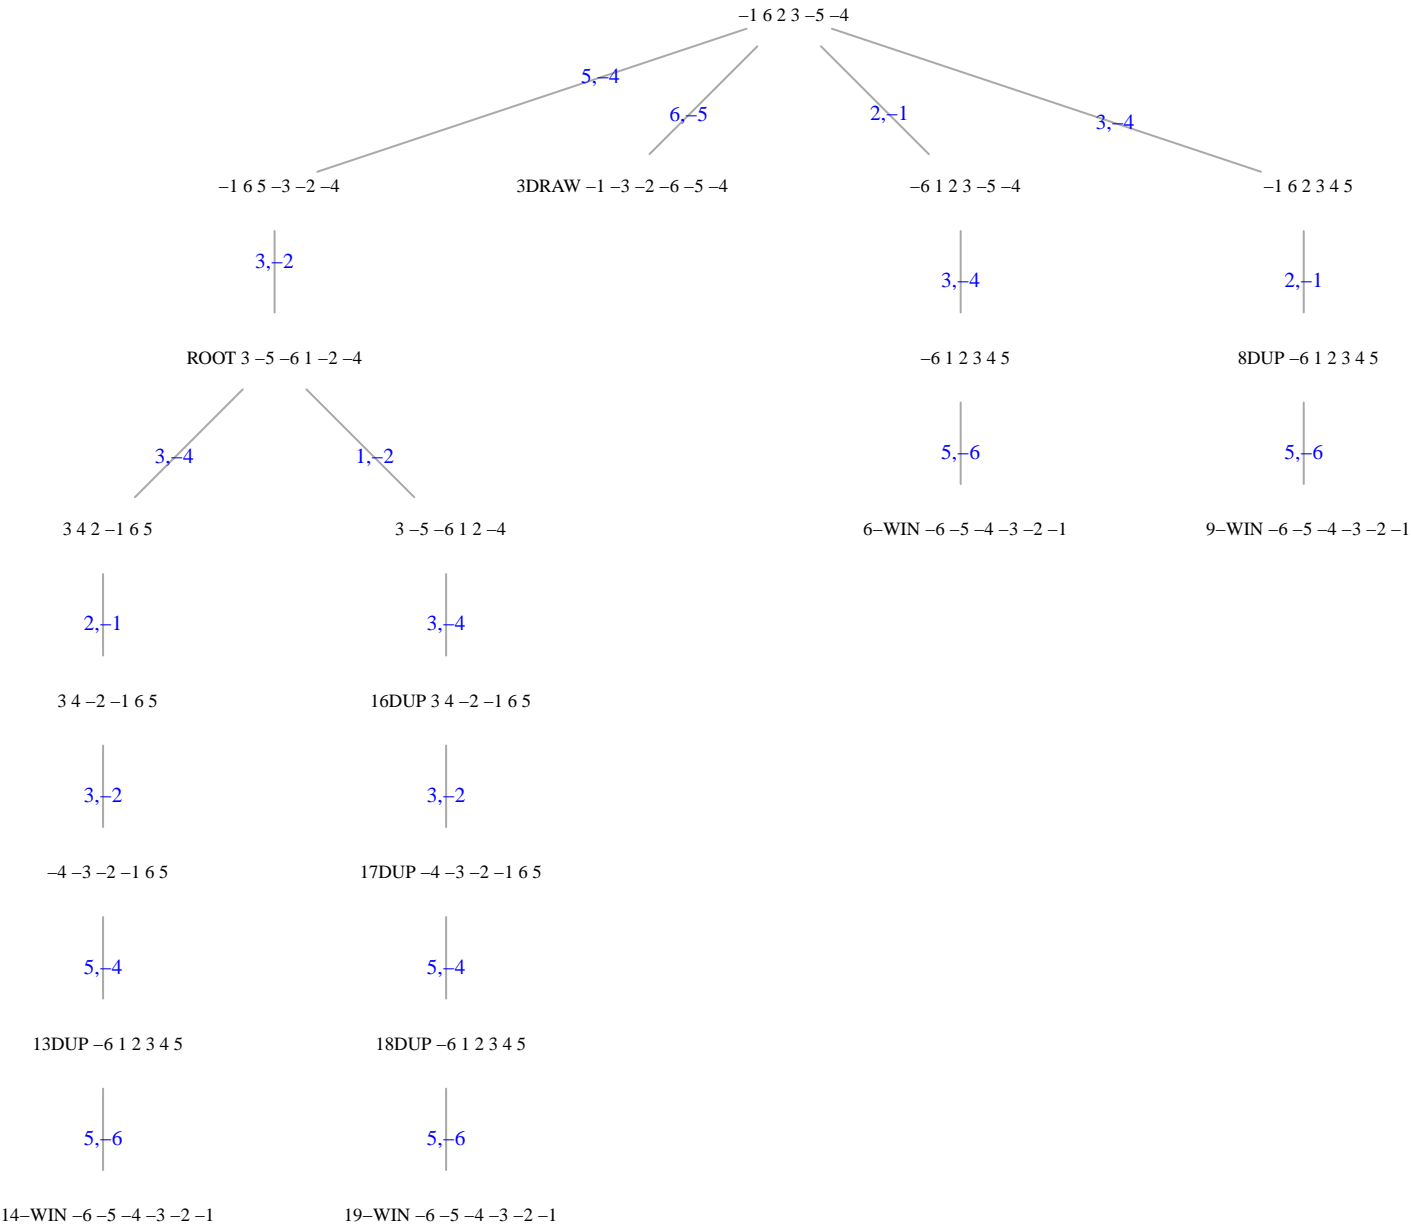 –1 6 2 3 –5 –4
5,–4
6,–5
2,–1
3,–4
–1 6 5 –3 –2 –4
3DRAW –1 –3 –2 –6 –5 –4
–6 1 2 3 –5 –4
–1 6 2 3 4 5
3,–2
3,–4
2,–1
ROOT 3 –5 –6 1 –2 –4
–6 1 2 3 4 5
8DUP –6 1 2 3 4 5
3,–4
1,–2
5,–6
5,–6
3 4 2 –1 6 5
3 –5 –6 1 2 –4
6–WIN –6 –5 –4 –3 –2 –1
9–WIN –6 –5 –4 –3 –2 –1
2,–1
3,–4
3 4 –2 –1 6 5
16DUP 3 4 –2 –1 6 5
3,–2
3,–2
–4 –3 –2 –1 6 5
17DUP –4 –3 –2 –1 6 5
5,–4
5,–4
13DUP –6 1 2 3 4 5
18DUP –6 1 2 3 4 5
5,–6
5,–6
14–WIN –6 –5 –4 –3 –2 –1
19–WIN –6 –5 –4 –3 –2 –1